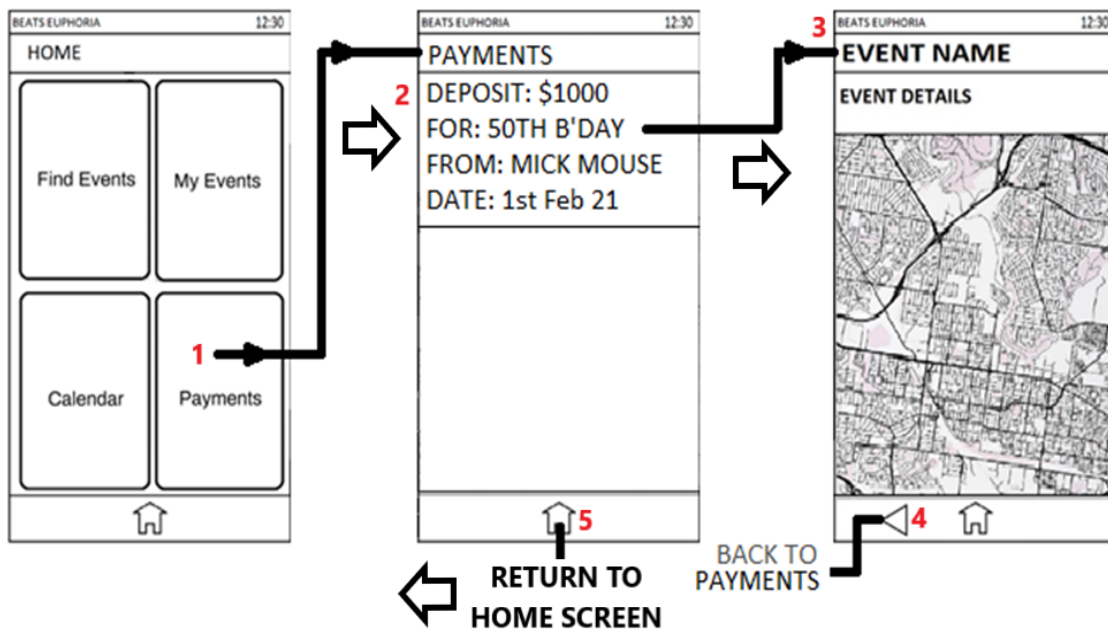 BEATS EUPHORIA 12:30
HOME
Find Events
My Events
Calendar
1
Payments
BEATS EUPHORIA 12:30
PAYMENTS
2
DEPOSIT: $1000
FOR: 50TH B'DAY
FROM: MICK MOUSE
DATE: 1st Feb 21
5
RETURN TO
HOME SCREEN
3
BEATS EUPHORIA 12:30
EVENT NAME
EVENT DETAILS
4
BACK TO
PAYMENTS